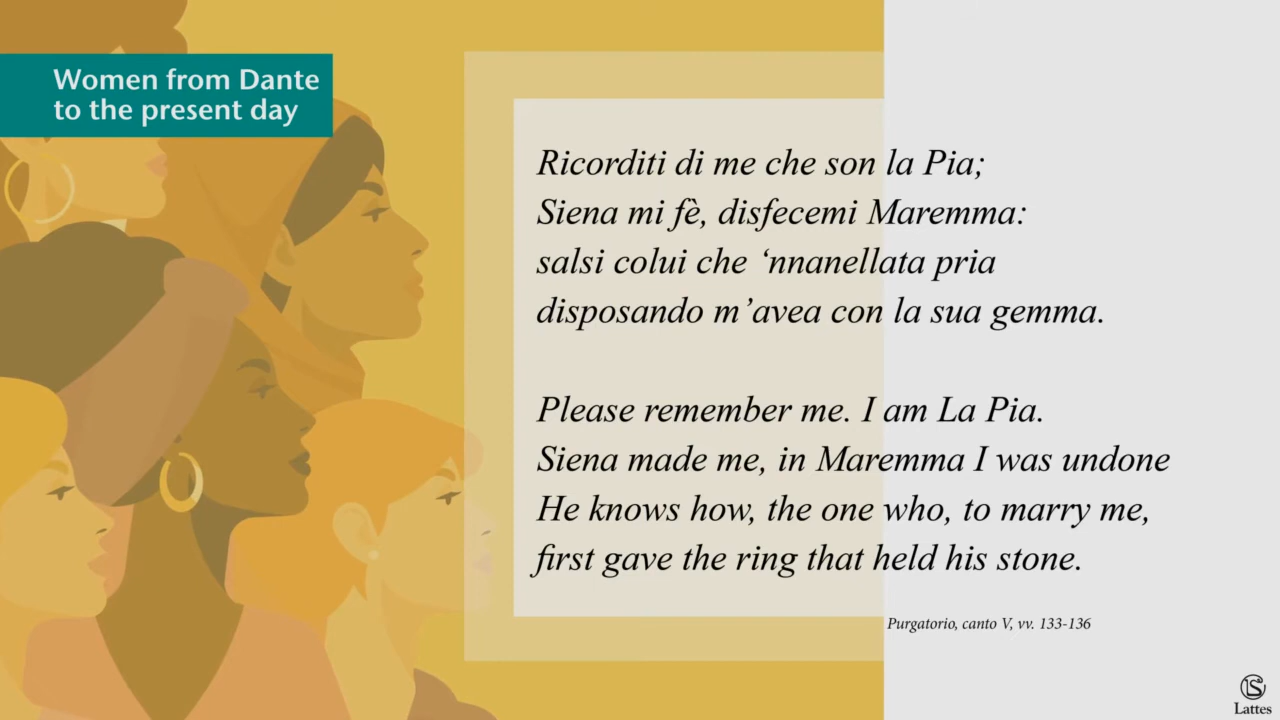 Women from Dante
to the present day
Ricorditi di me che son la Pia;
Siena mi fè, disfecemi Maremma:
salsi colui che ‘nnanellata pria
disposando m’avea con la sua gemma.
Please remember me. I am La Pia.
Siena made me, in Maremma I was undone
He knows how, the one who, to marry me,
first gave the ring that held his stone.
Purgatorio, canto V, vv. 133-136
LS
Lattes